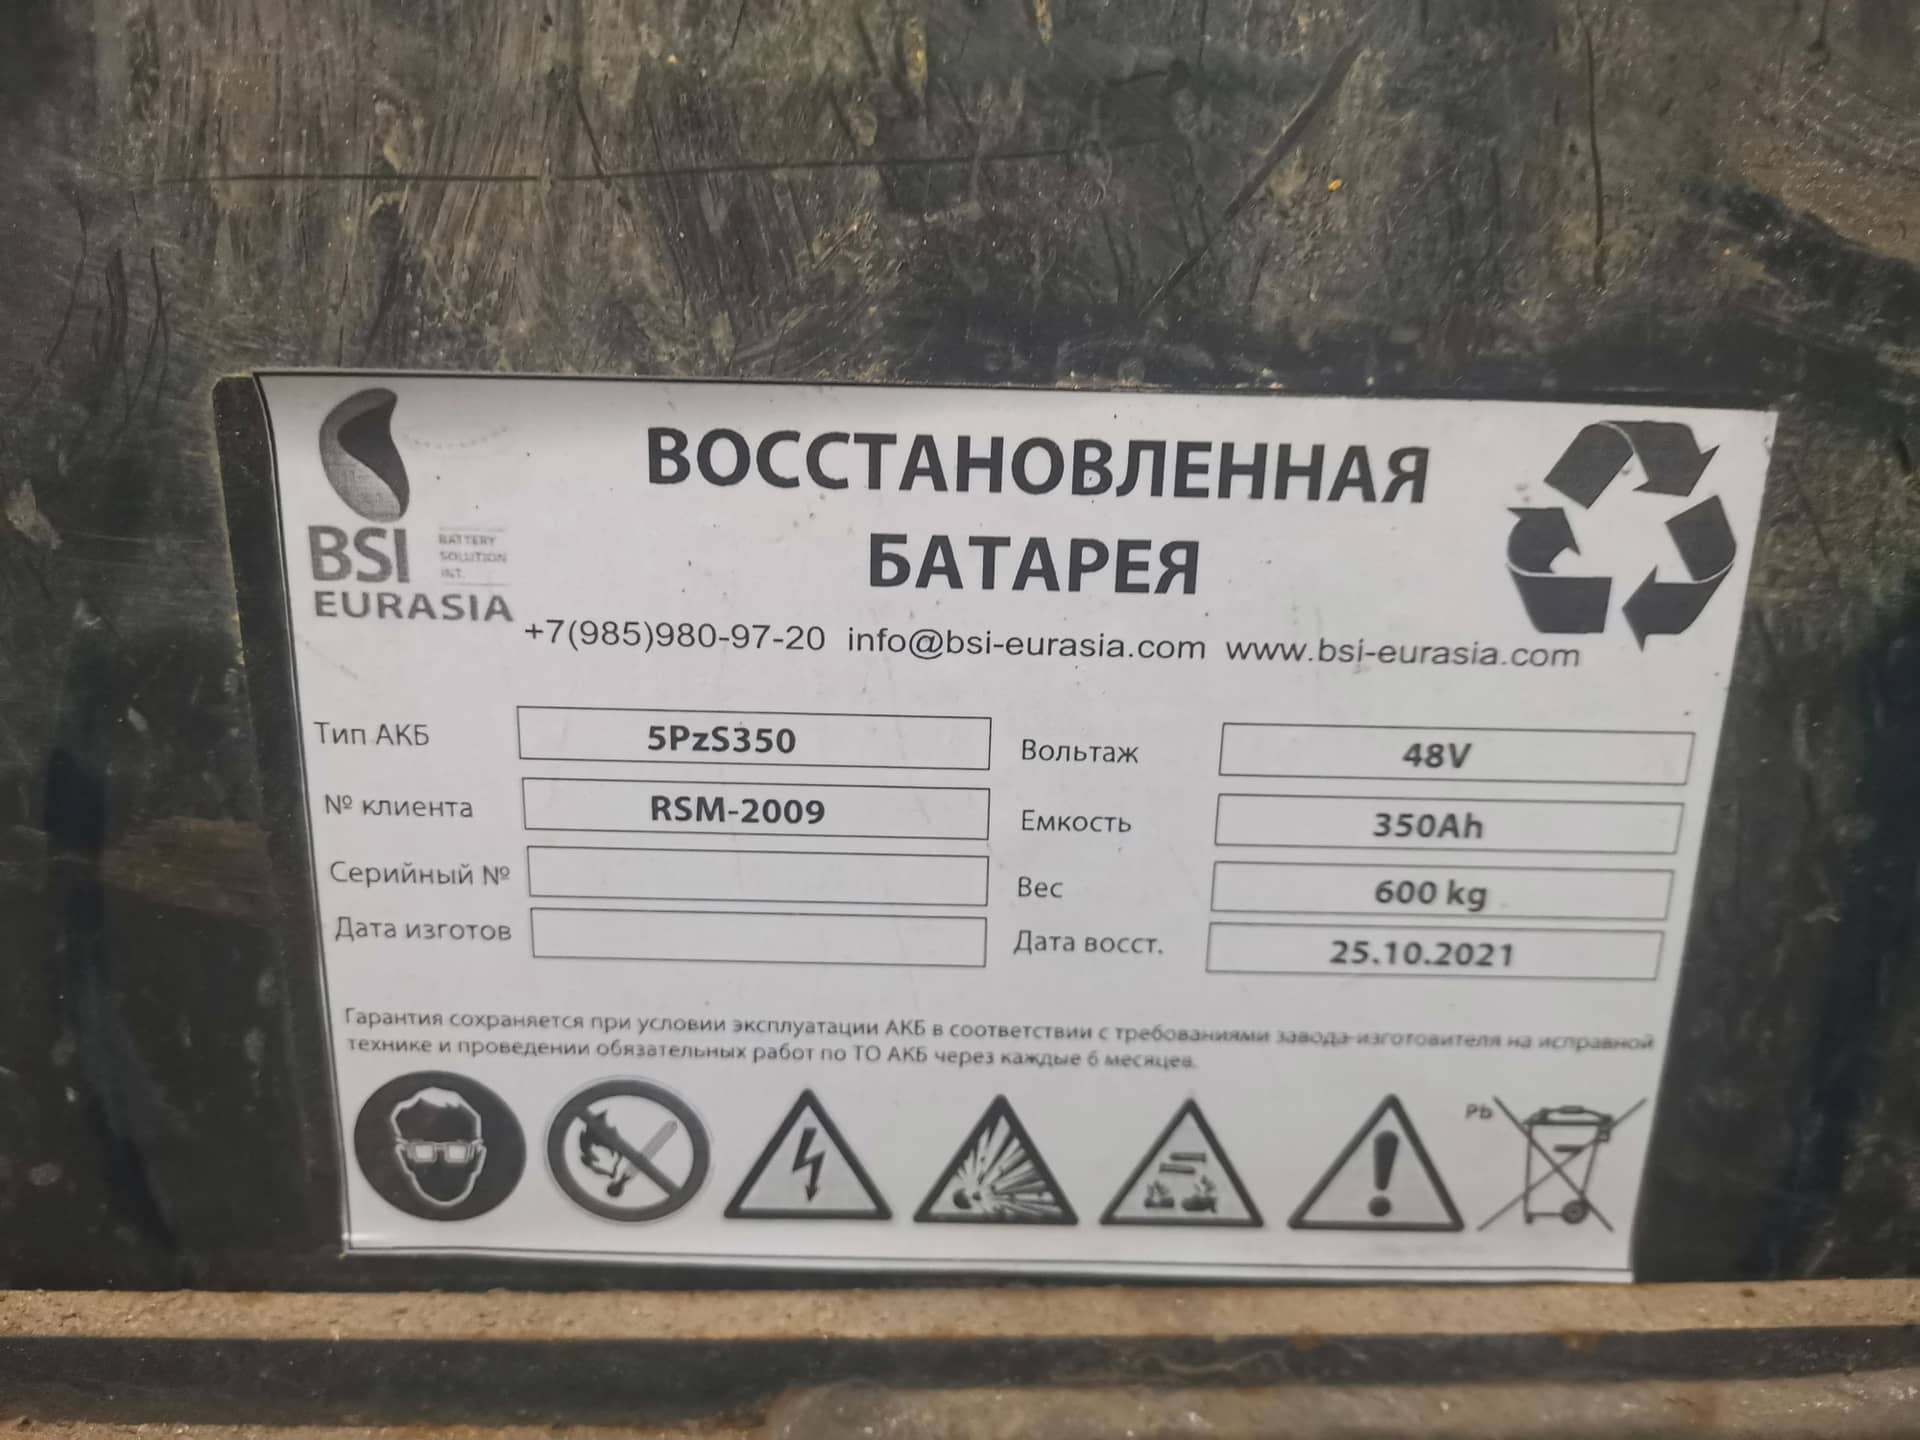 ВОССТАНОВЛЕННАЯ
БАТАРЕЯ
BSI
BATTERY
SOLUTION
INT.
EURASIA
+7(985)980-97-20 info@bsi-eurasia.com www.bsi-eurasia.com
Тип АКБ 5PzS350 Вольтаж 48V
№ клиента RSM-2009 Емкость 350Ah
Серийный № Вес 600 kg
Дата изготов Дата восст. 25.10.2021
Гарантия сохраняется при условии эксплуатации АКБ в соответствии с требованиями завода-изготовителя на исправной
технике и проведении обязательных работ по ТО АКБ через каждые 6 месяцев.
Pb